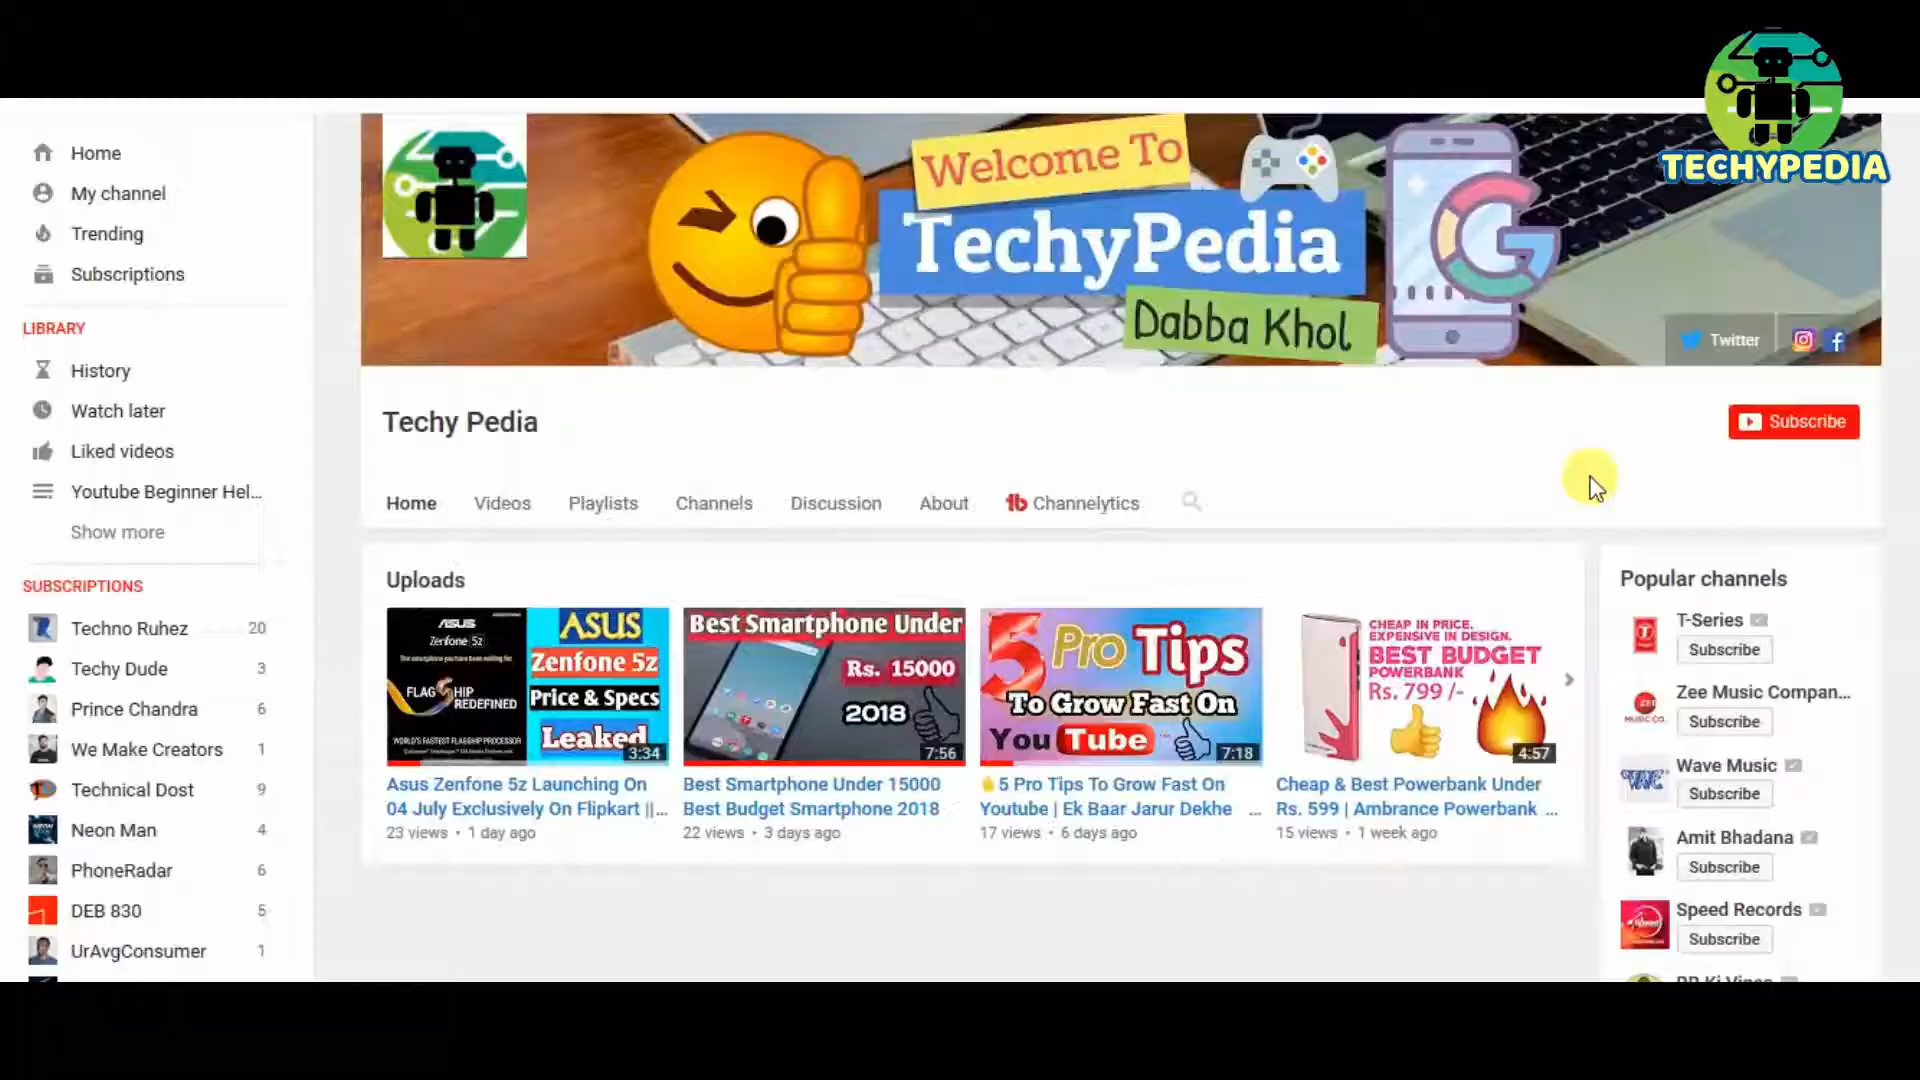 TECHYPEDIA
Home
My channel
Trending
Subscriptions
LIBRARY
History
Watch later
Liked videos
Youtube Beginner Hel...
Show more
SUBSCRIPTIONS
Techno Ruhez 20
Techy Dude 3
Prince Chandra 6
We Make Creators 1
Technical Dost 9
Neon Man 4
PhoneRadar 6
DEB 830 5
UrAvgConsumer 1
Welcome To
TechyPedia
Dabba Khol
Twitter
Techy Pedia
Subscribe
Home Videos Playlists Channels Discussion About Channelytics
Uploads
ASUS
Zenfone 5z
FLAGSHIP
REDEFINED
WORLD'S FASTEST FLAGSHIP PROCESSOR
ASUS
Zenfone 5z
Price & Specs
Leaked
3:34
Asus Zenfone 5z Launching On
04 July Exclusively On Flipkart ||...
23 views • 1 day ago
Best Smartphone Under
Rs. 15000
2018
7:56
Best Smartphone Under 15000
Best Budget Smartphone 2018
22 views • 3 days ago
5 Pro Tips
To Grow Fast On
YouTube
7:18
5 Pro Tips To Grow Fast On
Youtube | Ek Baar Jarur Dekhe ...
17 views • 6 days ago
CHEAP IN PRICE.
EXPENSIVE IN DESIGN.
BEST BUDGET
POWERBANK
Rs. 799 /-
4:57
Cheap & Best Powerbank Under
Rs. 599 | Ambrance Powerbank ...
15 views • 1 week ago
Popular channels
T-Series
Subscribe
Zee Music Compan...
Subscribe
Wave Music
Subscribe
Amit Bhadana
Subscribe
Speed Records
Subscribe